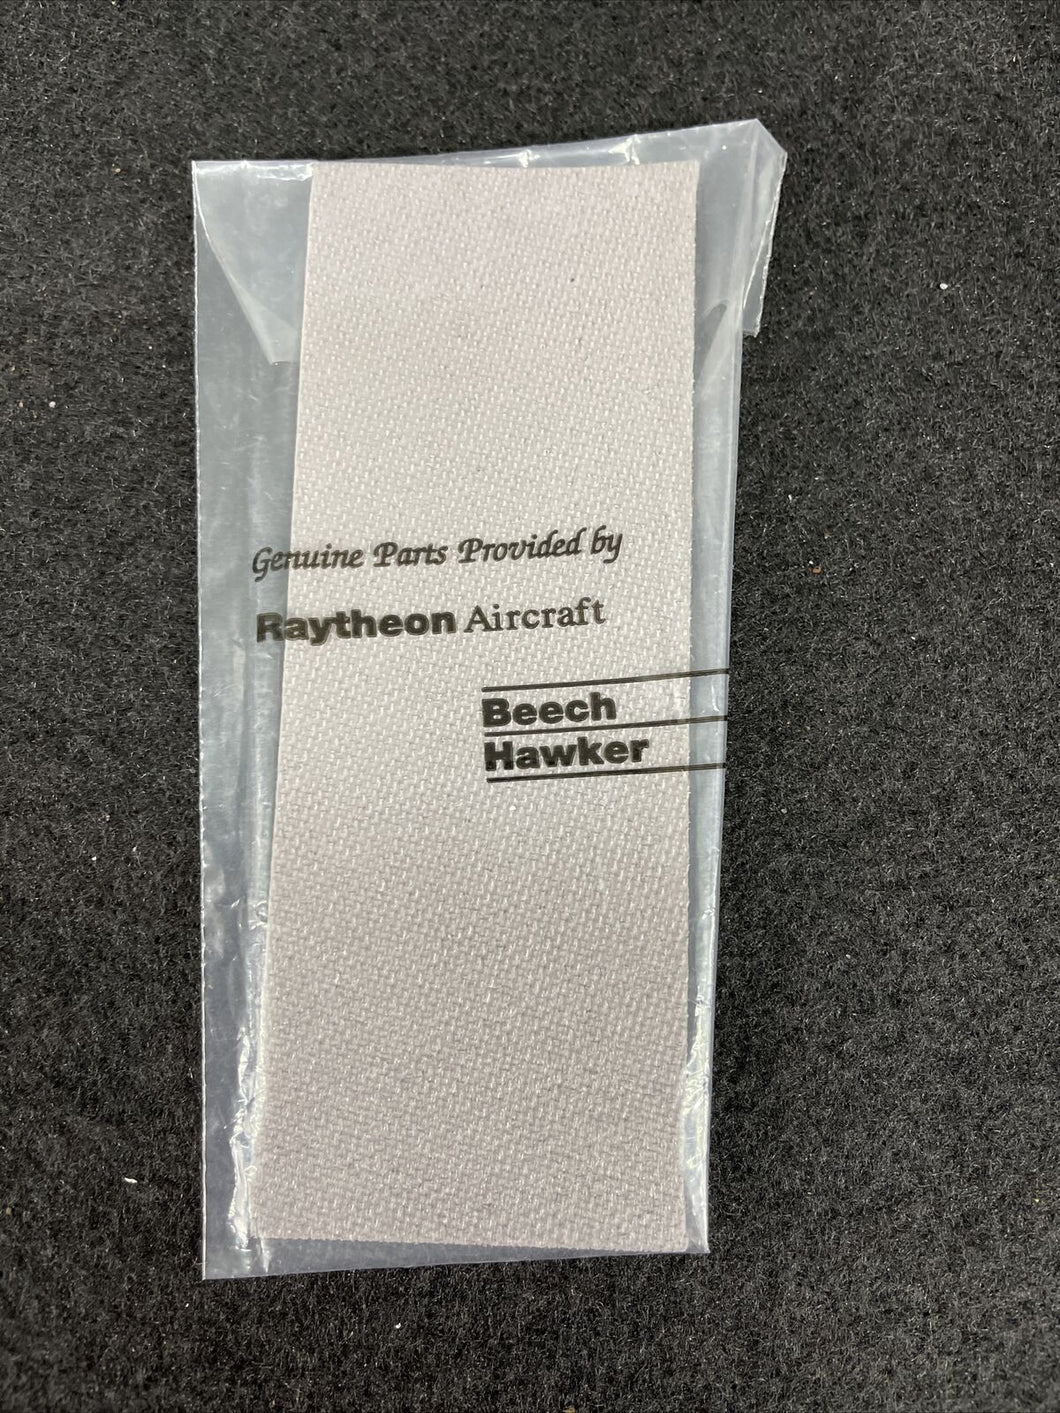 Genuine Parts Provided by
Raytheon Aircraft
Beech
Hawker